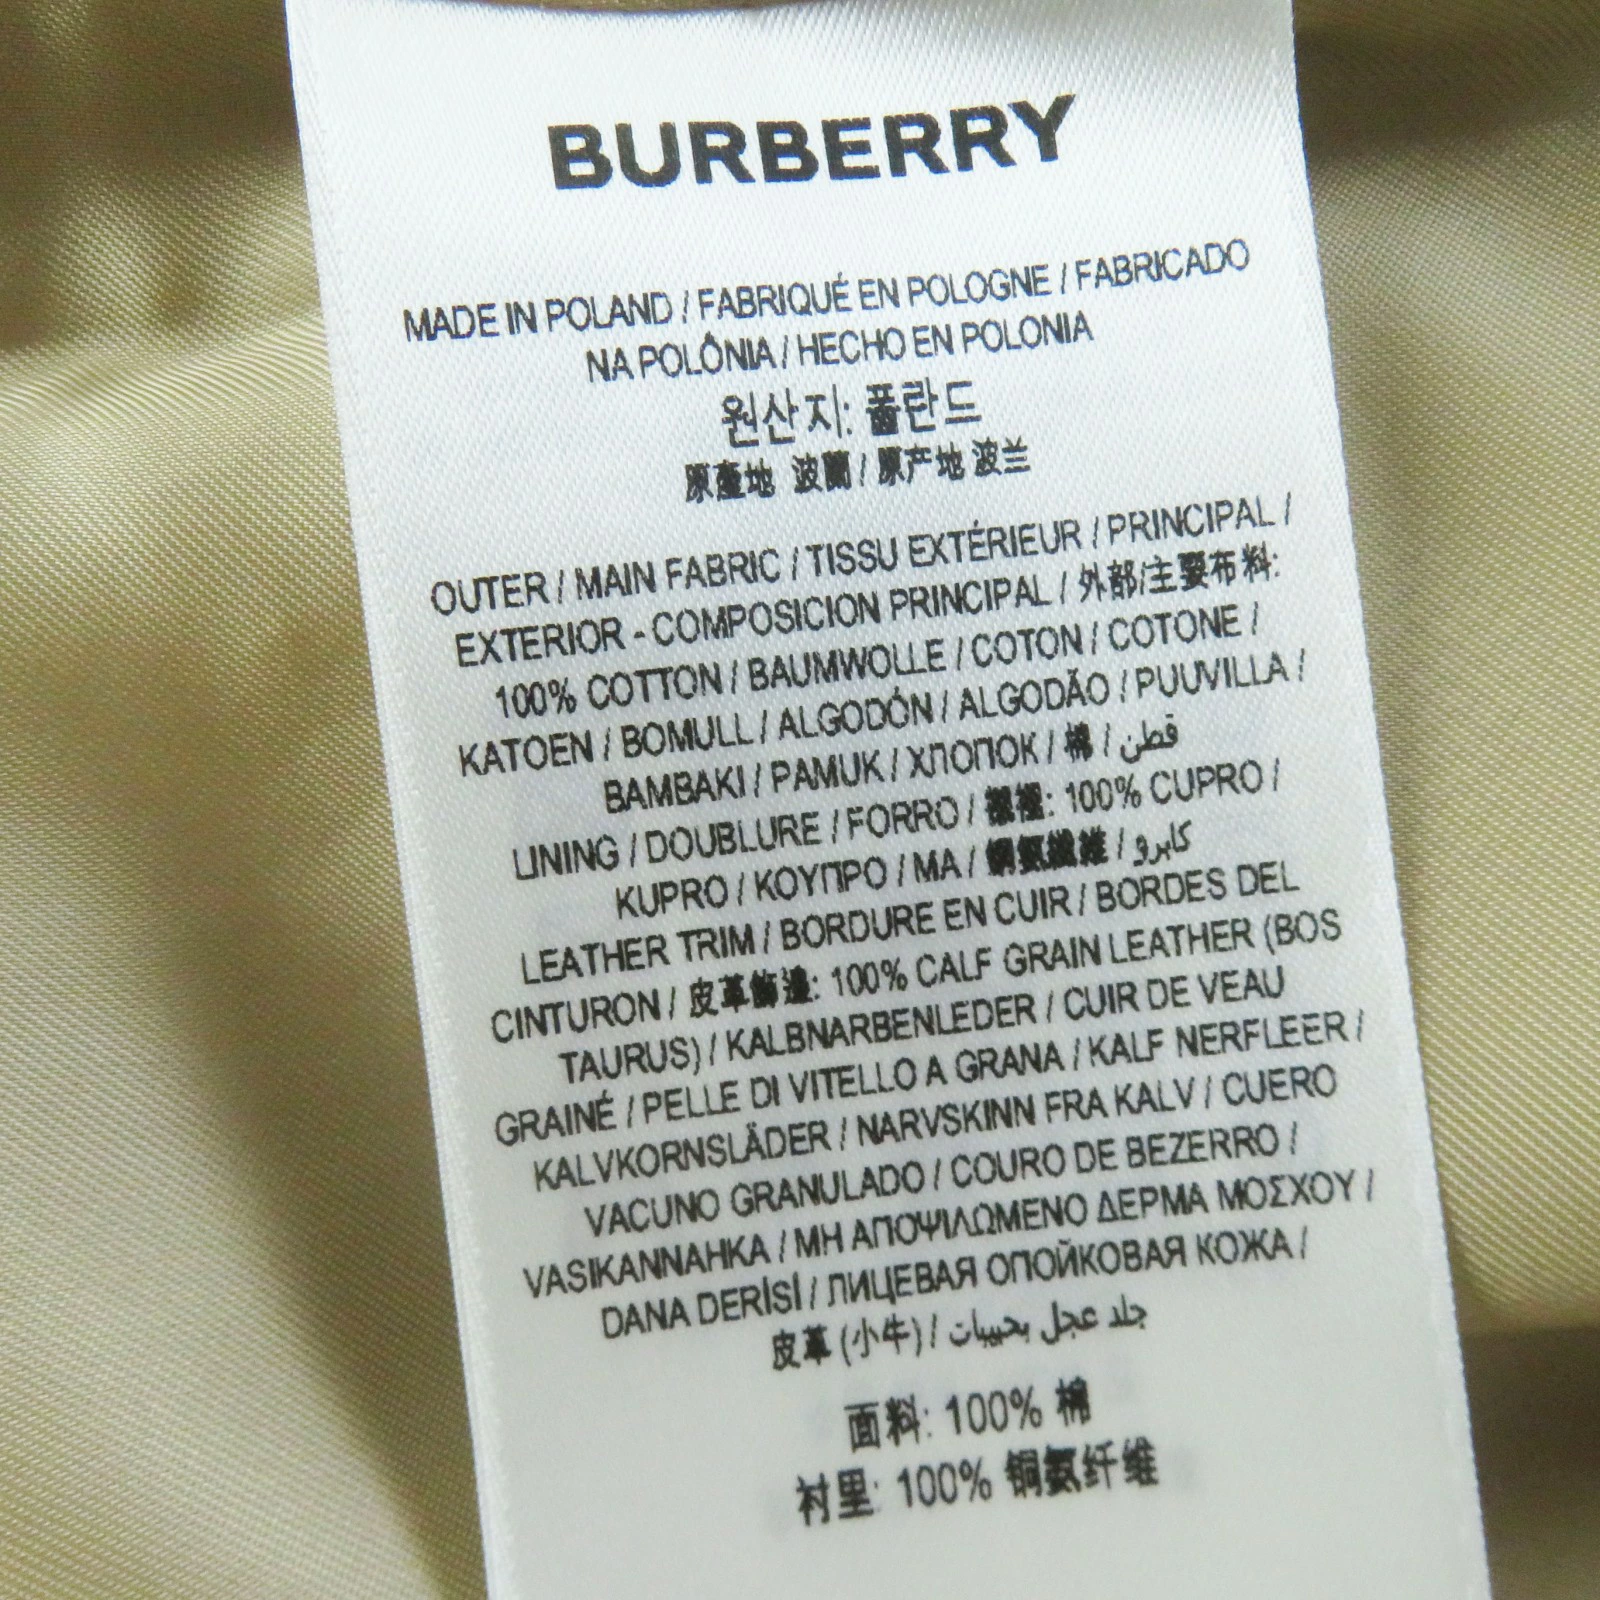 BURBERRY
MADE IN POLAND / FABRIQUÉ EN POLOGNE / FABRICADO
NA POLÔNIA / HECHO EN POLONIA
원산지: 폴란드
原產地 波蘭 / 原产地 波兰
OUTER / MAIN FABRIC / TISSU EXTÉRIEUR / PRINCIPAL /
EXTERIOR - COMPOSICION PRINCIPAL / 外部/主要布料:
100% COTTON / BAUMWOLLE / COTON / COTONE /
KATOEN / BOMULL / ALGODÓN / ALGODÃO / PUUVILLA /
BAMBAKI / PAMUK / ХЛОПОК / 棉 / قطن
LINING / DOUBLURE / FORRO / 襯裡: 100% CUPRO /
KUPRO / ΚΟΥΠΡΟ / MA / 銅氨纖維 / كابرو
LEATHER TRIM / BORDURE EN CUIR / BORDES DEL
CINTURON / 皮革飾邊: 100% CALF GRAIN LEATHER (BOS
TAURUS) / KALBNARBENLEDER / CUIR DE VEAU
GRAINÉ / PELLE DI VITELLO A GRANA / KALF NERFLEER /
KALVKORNSLÄDER / NARVSKINN FRA KALV / CUERO
VACUNO GRANULADO / COURO DE BEZERRO /
VASIKANNAHKA / ΜΗ ΑΠΟΨΙΛΩΜΕΝΟ ΔΕΡΜΑ ΜΟΣΧΟΥ /
DANA DERİSİ / ЛИЦЕВАЯ ОПОЙКОВАЯ КОЖА /
皮革 (小牛) / جلد عجل بحبيبات
面料: 100% 棉
衬里: 100% 铜氨纤维